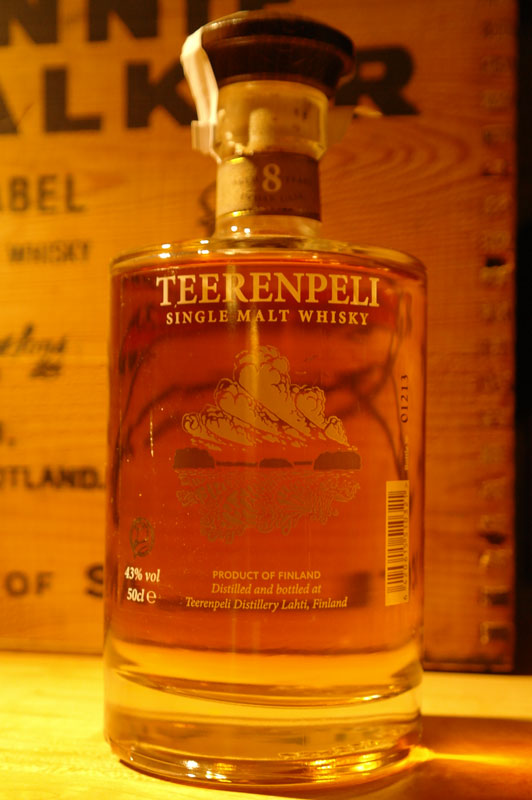 ALK R
ABEL
WHISKY
OTLAND.
OF S
8
TEERENPELI
SINGLE MALT WHISKY
01213
43% vol
50cl e
PRODUCT OF FINLAND
Distilled and bottled at
Teerenpeli Distillery Lahti, Finland